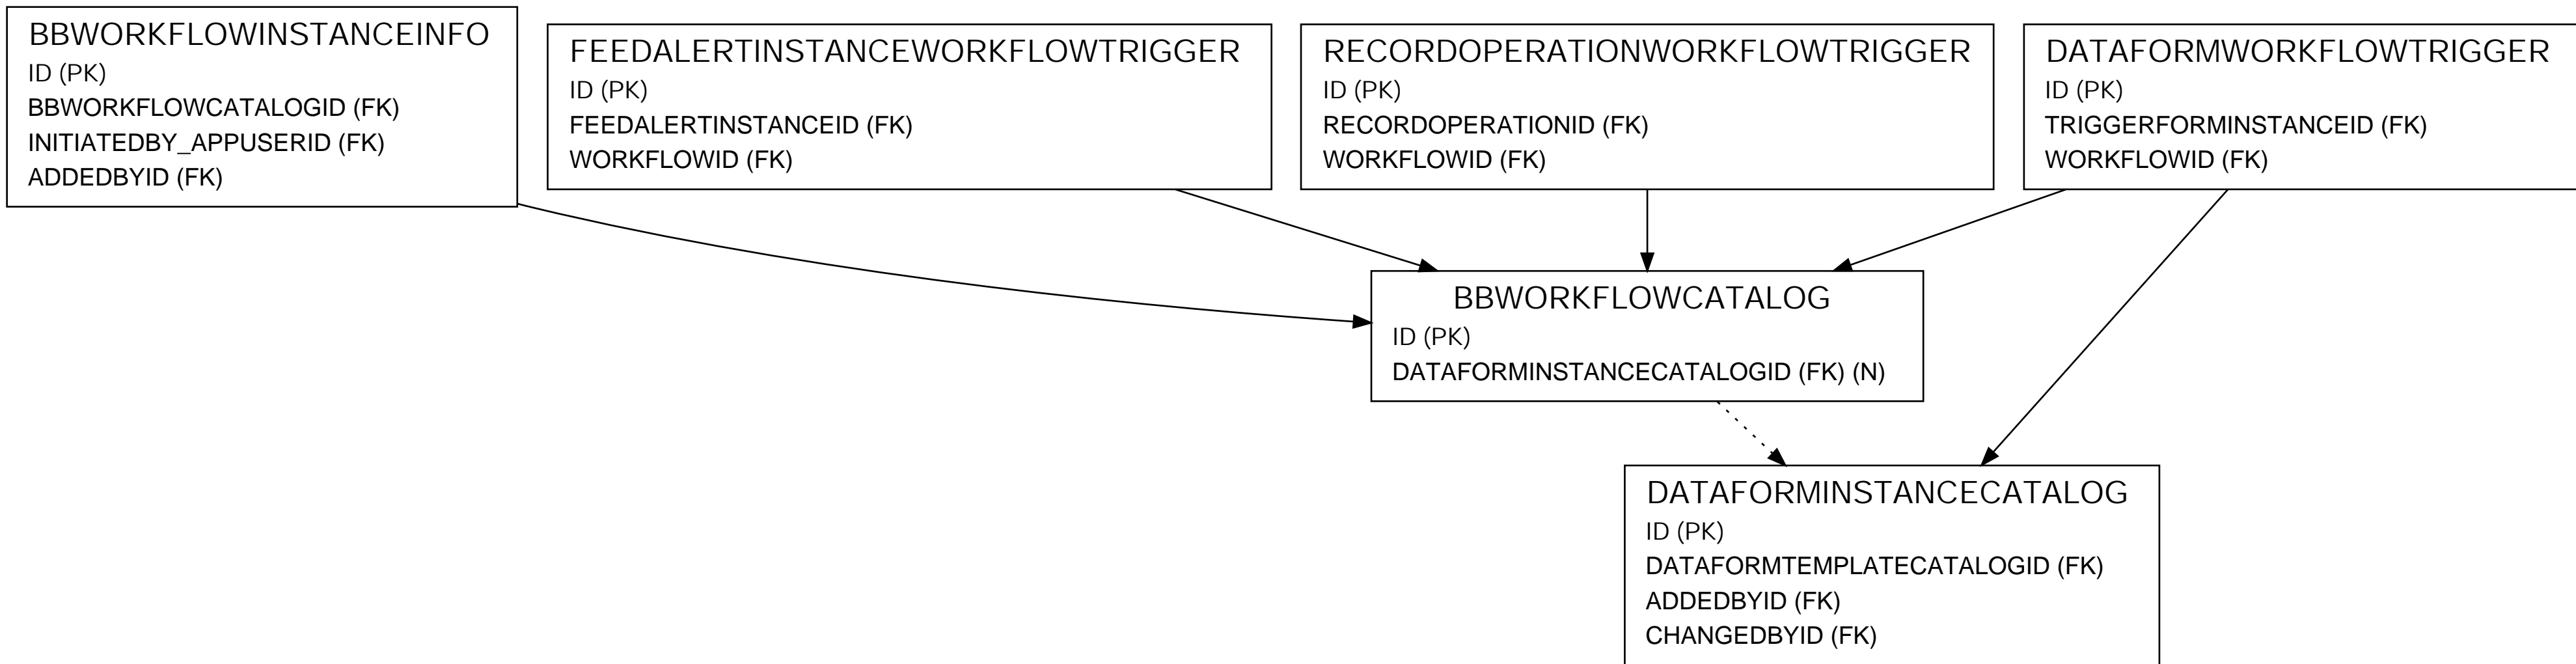 BBWORKFLOWINSTANCEINFO
ID (PK)
BBWORKFLOWCATALOGID (FK)
INITIATEDBY_APPUSERID (FK)
ADDEDBYID (FK)
FEEDALERTINSTANCEWORKFLOWTRIGGER
ID (PK)
FEEDALERTINSTANCEID (FK)
WORKFLOWID (FK)
RECORDOPERATIONWORKFLOWTRIGGER
ID (PK)
RECORDOPERATIONID (FK)
WORKFLOWID (FK)
DATAFORMWORKFLOWTRIGGER
ID (PK)
TRIGGERFORMINSTANCEID (FK)
WORKFLOWID (FK)
BBWORKFLOWCATALOG
ID (PK)
DATAFORMINSTANCECATALOGID (FK) (N)
DATAFORMINSTANCECATALOG
ID (PK)
DATAFORMTEMPLATECATALOGID (FK)
ADDEDBYID (FK)
CHANGEDBYID (FK)